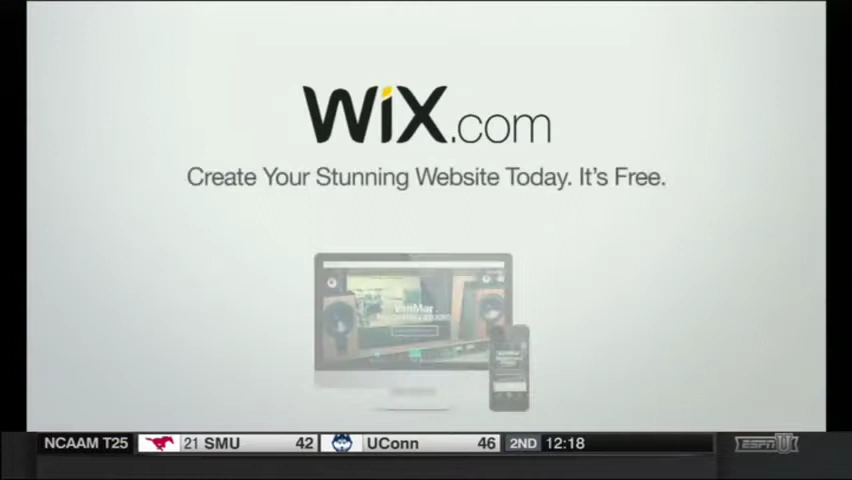 WiX.com
Create Your Stunning Website Today. It's Free.
VanMar
NCAAM T25 21 SMU 42 UConn 46 2ND 12:18 ESPNU